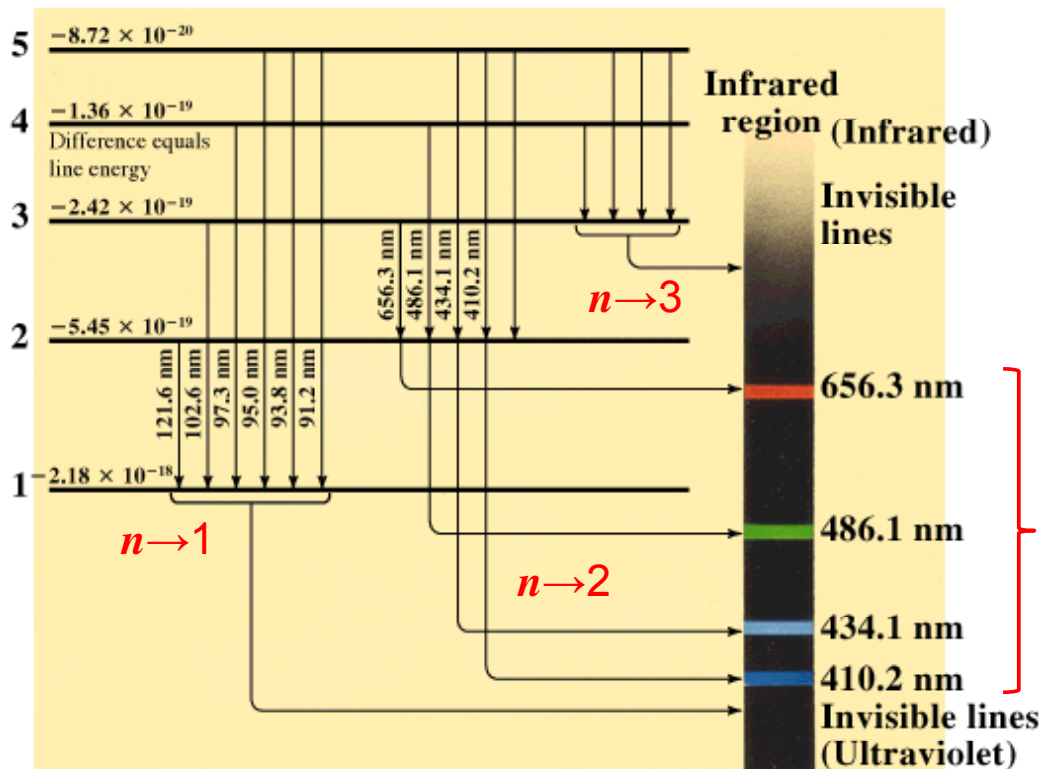 5
−8.72 × 10⁻²⁰
4
−1.36 × 10⁻¹⁹
Difference equals
line energy
3
−2.42 × 10⁻¹⁹
656.3 nm
486.1 nm
434.1 nm
410.2 nm
n→3
2
−5.45 × 10⁻¹⁹
121.6 nm
102.6 nm
97.3 nm
95.0 nm
93.8 nm
91.2 nm
1
−2.18 × 10⁻¹⁸
n→1
n→2
Infrared
region (Infrared)
Invisible
lines
656.3 nm
486.1 nm
434.1 nm
410.2 nm
Invisible lines
(Ultraviolet)